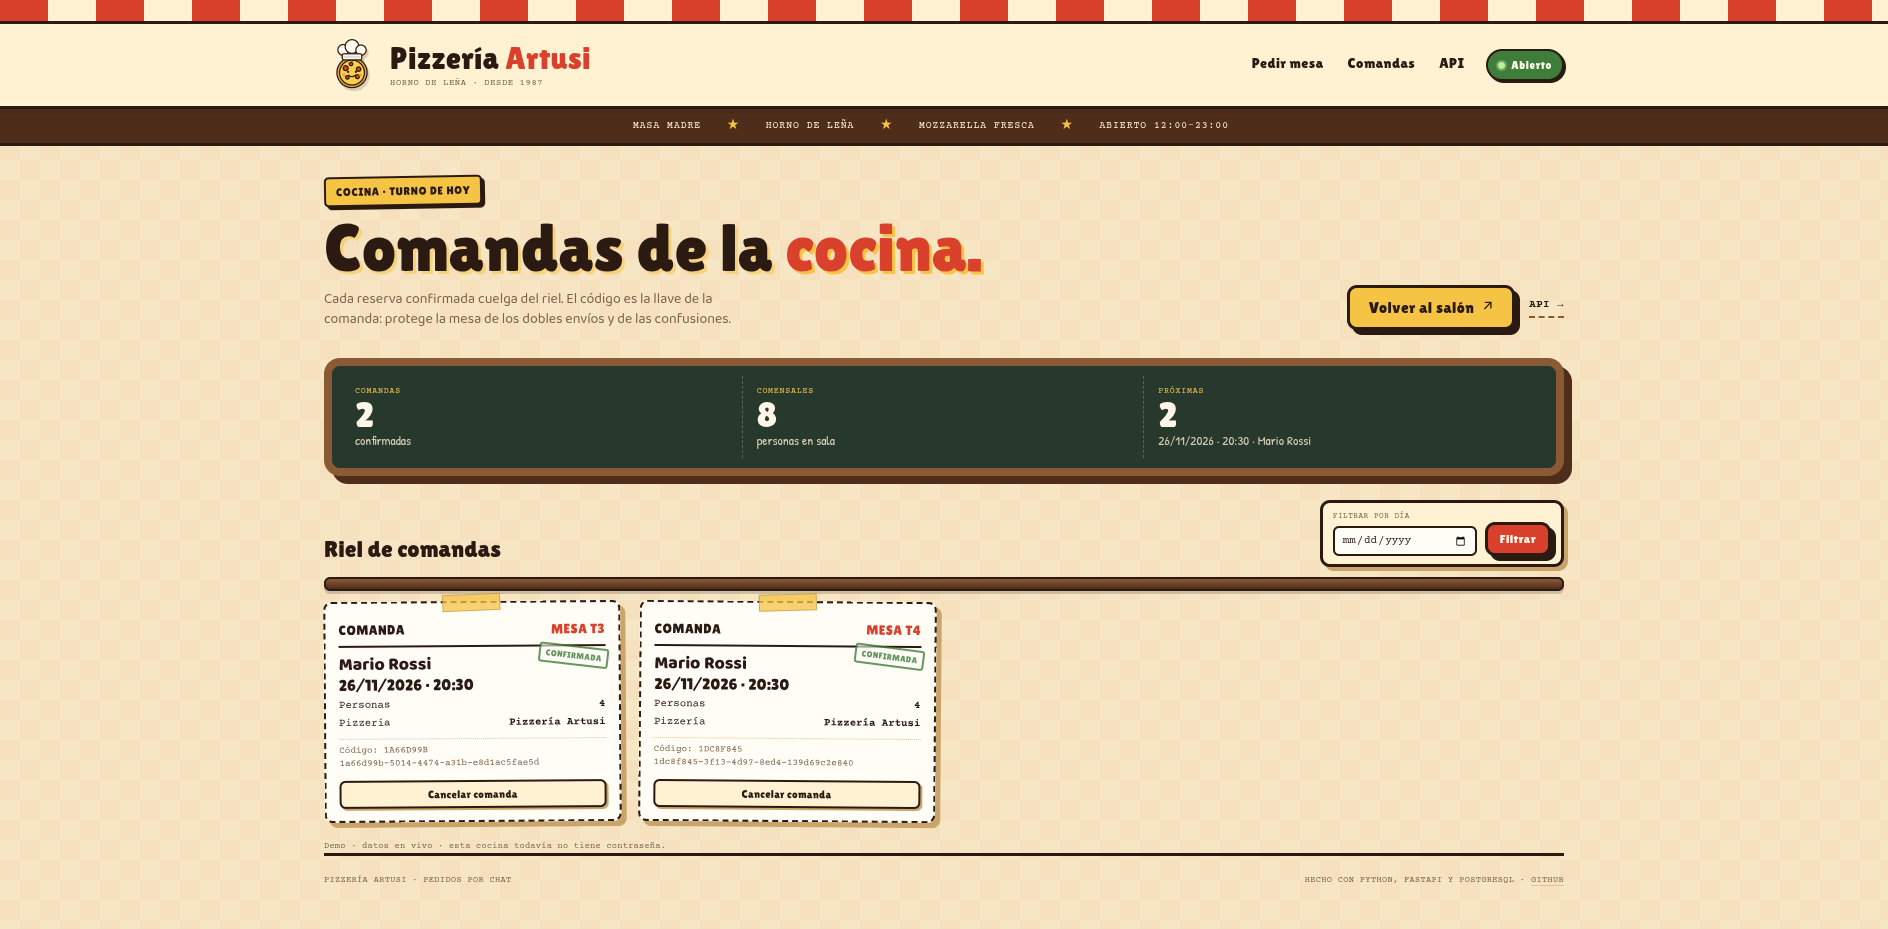 Pizzería Artusi
HORNO DE LEÑA · DESDE 1987
Pedir mesa Comandas API Abierto
MASA MADRE ★ HORNO DE LEÑA ★ MOZZARELLA FRESCA ★ ABIERTO 12:00–23:00
COCINA · TURNO DE HOY
Comandas de la cocina.
Cada reserva confirmada cuelga del riel. El código es la llave de la
comanda: protege la mesa de los dobles envíos y de las confusiones.
Volver al salón ↗ API →
COMANDAS
2
confirmadas
COMENSALES
8
personas en sala
PRÓXIMAS
2
26/11/2026 · 20:30 · Mario Rossi
Riel de comandas
FILTRAR POR DÍA
mm/dd/yyyy Filtrar
COMANDA MESA T3
CONFIRMADA
Mario Rossi
26/11/2026 · 20:30
Personas 4
Pizzería Pizzería Artusi
Código: 1A66D99B
1a66d99b-5014-4474-a31b-e8d1ac5fae5d
Cancelar comanda
COMANDA MESA T4
CONFIRMADA
Mario Rossi
26/11/2026 · 20:30
Personas 4
Pizzería Pizzería Artusi
Código: 1DC8F845
1dc8f845-3f13-4d97-8ed4-139d69c2e840
Cancelar comanda
Demo · datos en vivo · esta cocina todavía no tiene contraseña.
PIZZERÍA ARTUSI · PEDIDOS POR CHAT
HECHO CON PYTHON, FASTAPI Y POSTGRESQL · GITHUB